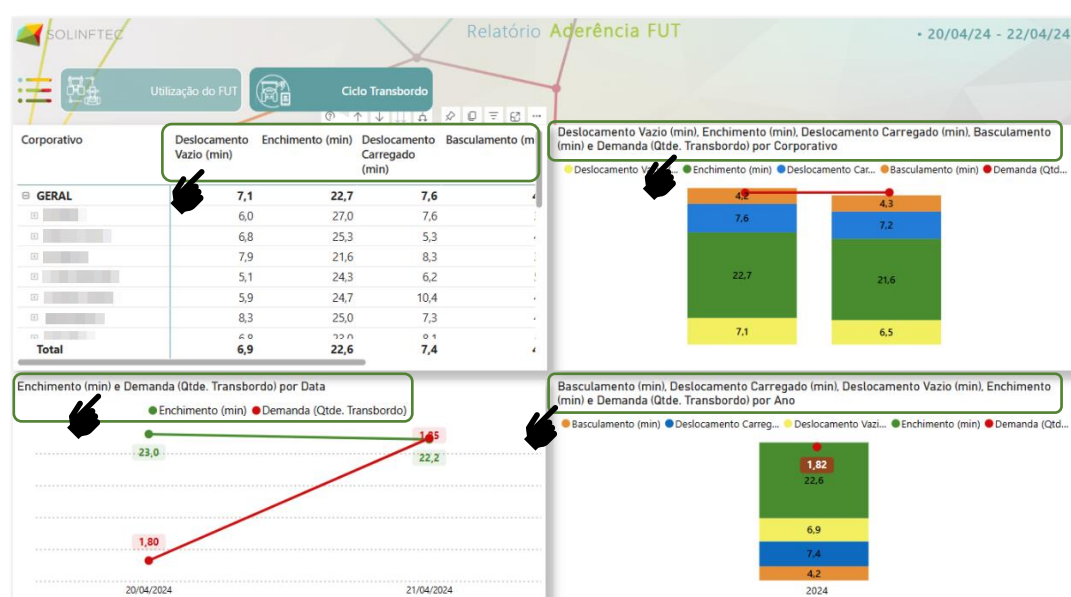 SOLINFTEC
Relatório Aderência FUT
• 20/04/24 - 22/04/24
Utilização do FUT
Ciclo Transbordo
Corporativo
Deslocamento Vazio (min)
Enchimento (min)
Deslocamento Carregado (min)
Basculamento (m
GERAL 7,1 22,7 7,6
6,0 27,0 7,6
6,8 25,3 5,3
7,9 21,6 8,3
5,1 24,3 6,2
5,9 24,7 10,4
8,3 25,0 7,3
Total 6,9 22,6 7,4
Deslocamento Vazio (min), Enchimento (min), Deslocamento Carregado (min), Basculamento
(min) e Demanda (Qtde. Transbordo) por Corporativo
Enchimento (min) Deslocamento Car... Basculamento (min) Demanda (Qtd...
4,2 4,3
7,6 7,2
22,7 21,6
7,1 6,5
Enchimento (min) e Demanda (Qtde. Transbordo) por Data
Enchimento (min) Demanda (Qtde. Transbordo)
23,0
22,2
1,85
1,80
20/04/2024 21/04/2024
Basculamento (min), Deslocamento Carregado (min), Deslocamento Vazio (min), Enchimento
(min) e Demanda (Qtde. Transbordo) por Ano
Basculamento (min) Deslocamento Carreg... Deslocamento Vazi... Enchimento (min) Demanda (Qtd...
1,82
22,6
6,9
7,4
4,2
2024